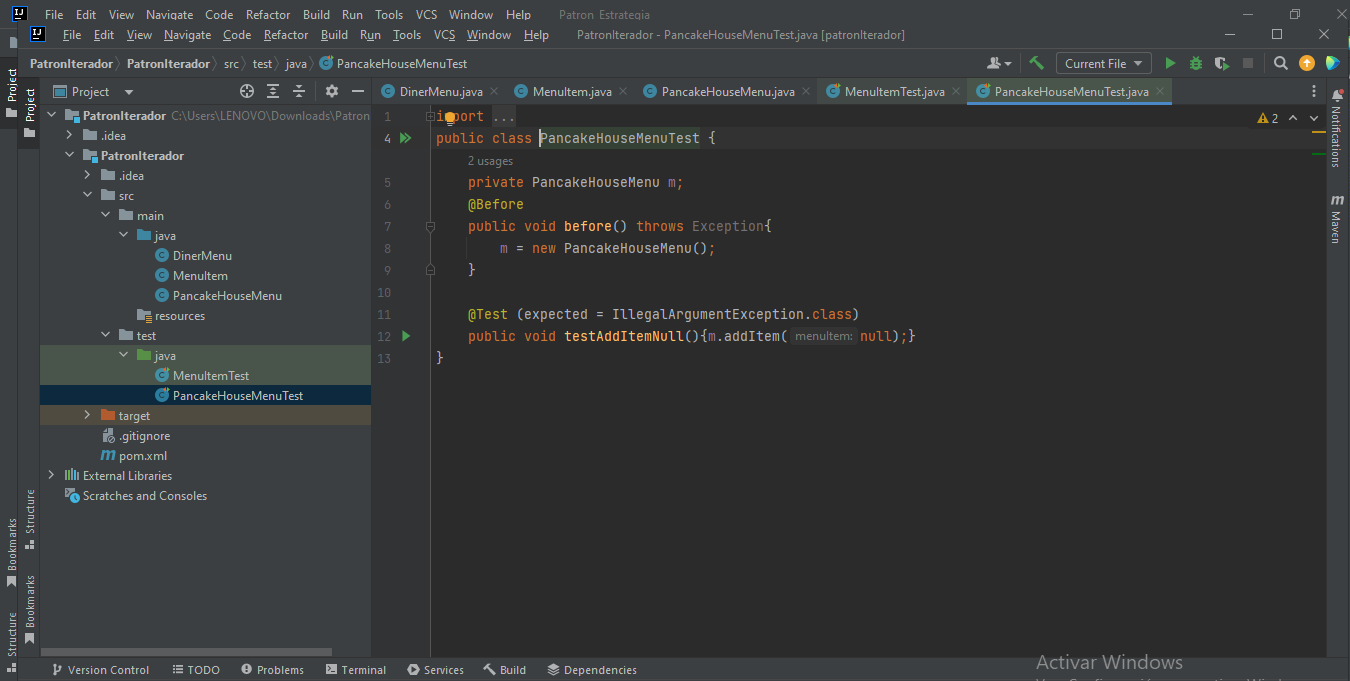 File Edit View Navigate Code Refactor Build Run Tools VCS Window Help Patron Estrategia
File Edit View Navigate Code Refactor Build Run Tools VCS Window Help PatronIterador - PancakeHouseMenuTest.java [patronIterador]
PatronIterador PatronIterador src test java PancakeHouseMenuTest Current File
Project DinerMenu.java MenuItem.java PancakeHouseMenu.java MenuItemTest.java PancakeHouseMenuTest.java
Project
Project
PatronIterador C:\Users\LENOVO\Downloads\Patron
.idea
PatronIterador
.idea
src
main
java
DinerMenu
MenuItem
PancakeHouseMenu
resources
test
java
MenuItemTest
PancakeHouseMenuTest
target
.gitignore
pom.xml
External Libraries
Scratches and Consoles
1 import ...
4 public class PancakeHouseMenuTest {
2 usages
5 private PancakeHouseMenu m;
6 @Before
7 public void before() throws Exception{
8 m = new PancakeHouseMenu();
9 }
10
11 @Test (expected = IllegalArgumentException.class)
12 public void testAddItemNull(){m.addItem( menuItem: null);}
13 }
2
Notifications
m Maven
Structure
Bookmarks
Bookmarks
Structure
Version Control TODO Problems Terminal Services Build Dependencies
Activar Windows